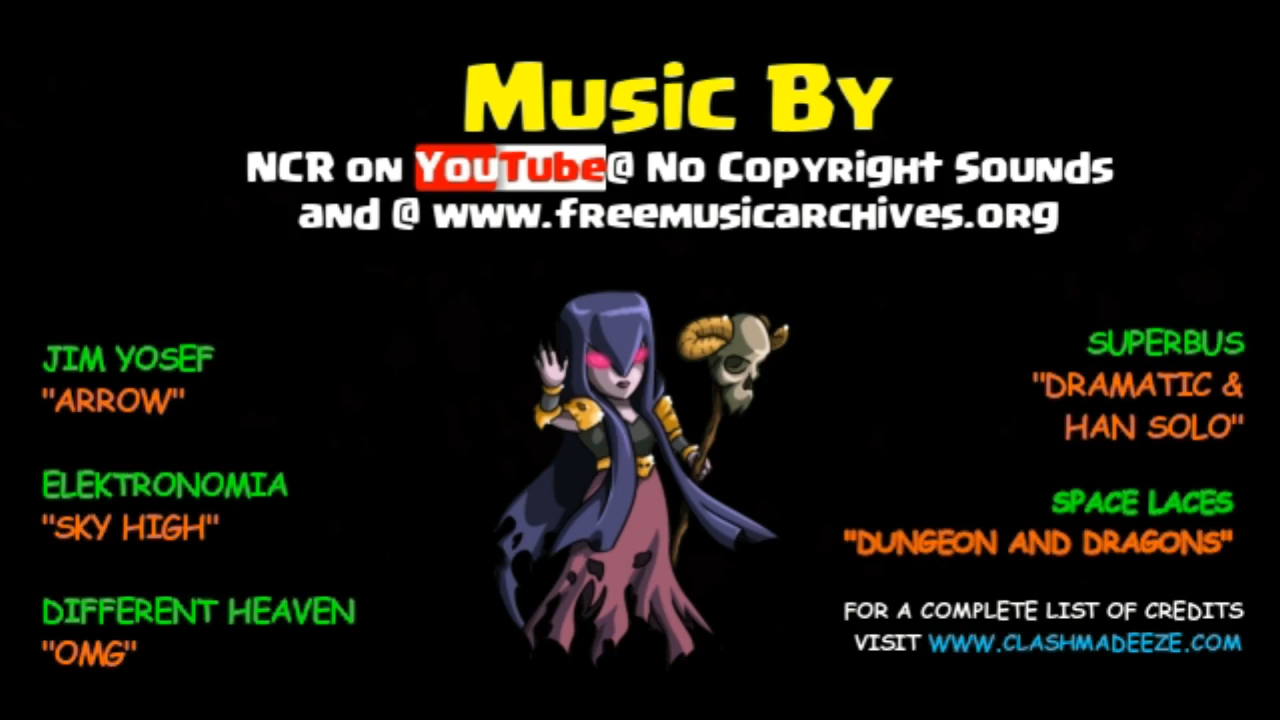 Music By
NCR on YouTube@ No Copyright Sounds
and @ www.freemusicarchives.org
JIM YOSEF
"ARROW"
ELEKTRONOMIA
"SKY HIGH"
DIFFERENT HEAVEN
"OMG"
SUPERBUS
"DRAMATIC &
HAN SOLO"
SPACE LACES
"DUNGEON AND DRAGONS"
FOR A COMPLETE LIST OF CREDITS
VISIT WWW.CLASHMADEEZE.COM